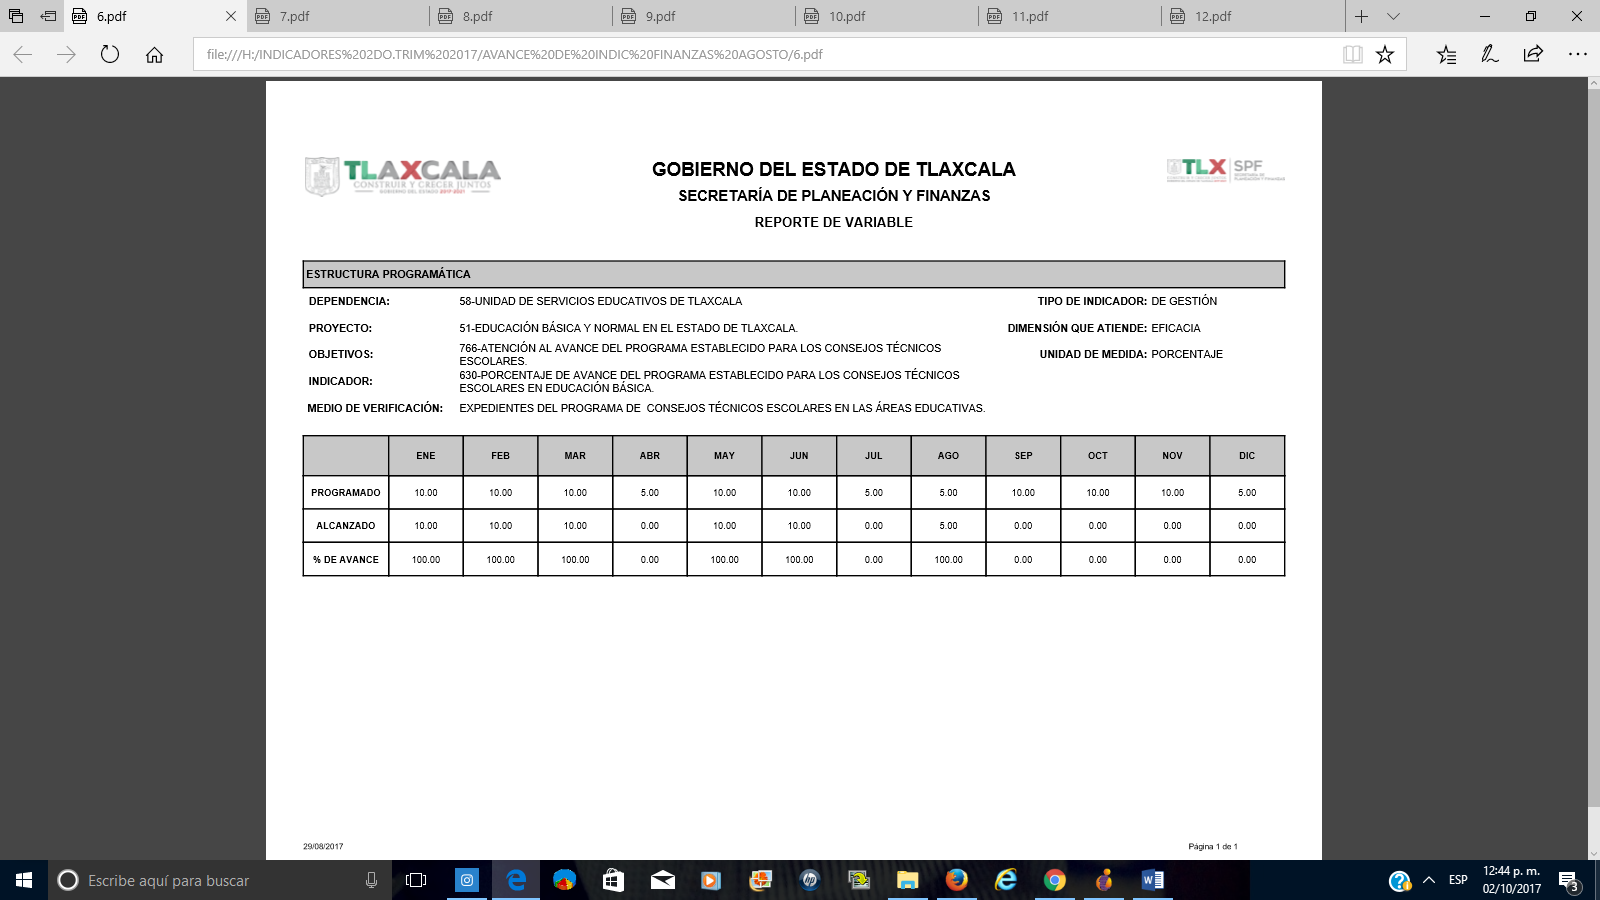 6.pdf
7.pdf
8.pdf
9.pdf
10.pdf
11.pdf
12.pdf
file:///H:/INDICADORES%202DO.TRIM%202017/AVANCE%20DE%20INDIC%20FINANZAS%20AGOSTO/6.pdf
TLAXCALA
CONSTRUIR Y CRECER JUNTOS
GOBIERNO DEL ESTADO 2017-2021
GOBIERNO DEL ESTADO DE TLAXCALA
SECRETARÍA DE PLANEACIÓN Y FINANZAS
REPORTE DE VARIABLE
TLX SPF
ESTRUCTURA PROGRAMÁTICA
DEPENDENCIA: 58-UNIDAD DE SERVICIOS EDUCATIVOS DE TLAXCALA TIPO DE INDICADOR: DE GESTIÓN
PROYECTO: 51-EDUCACIÓN BÁSICA Y NORMAL EN EL ESTADO DE TLAXCALA. DIMENSIÓN QUE ATIENDE: EFICACIA
OBJETIVOS: 766-ATENCIÓN AL AVANCE DEL PROGRAMA ESTABLECIDO PARA LOS CONSEJOS TÉCNICOS
ESCOLARES.
UNIDAD DE MEDIDA: PORCENTAJE
INDICADOR: 630-PORCENTAJE DE AVANCE DEL PROGRAMA ESTABLECIDO PARA LOS CONSEJOS TÉCNICOS
ESCOLARES EN EDUCACIÓN BÁSICA.
MEDIO DE VERIFICACIÓN: EXPEDIENTES DEL PROGRAMA DE CONSEJOS TÉCNICOS ESCOLARES EN LAS ÁREAS EDUCATIVAS.
ENE FEB MAR ABR MAY JUN JUL AGO SEP OCT NOV DIC
PROGRAMADO 10.00 10.00 10.00 5.00 10.00 10.00 5.00 5.00 10.00 10.00 10.00 5.00
ALCANZADO 10.00 10.00 10.00 0.00 10.00 10.00 0.00 5.00 0.00 0.00 0.00 0.00
% DE AVANCE 100.00 100.00 100.00 0.00 100.00 100.00 0.00 100.00 0.00 0.00 0.00 0.00
29/08/2017 Página 1 de 1
Escribe aquí para buscar
ESP
12:44 p. m.
02/10/2017
3